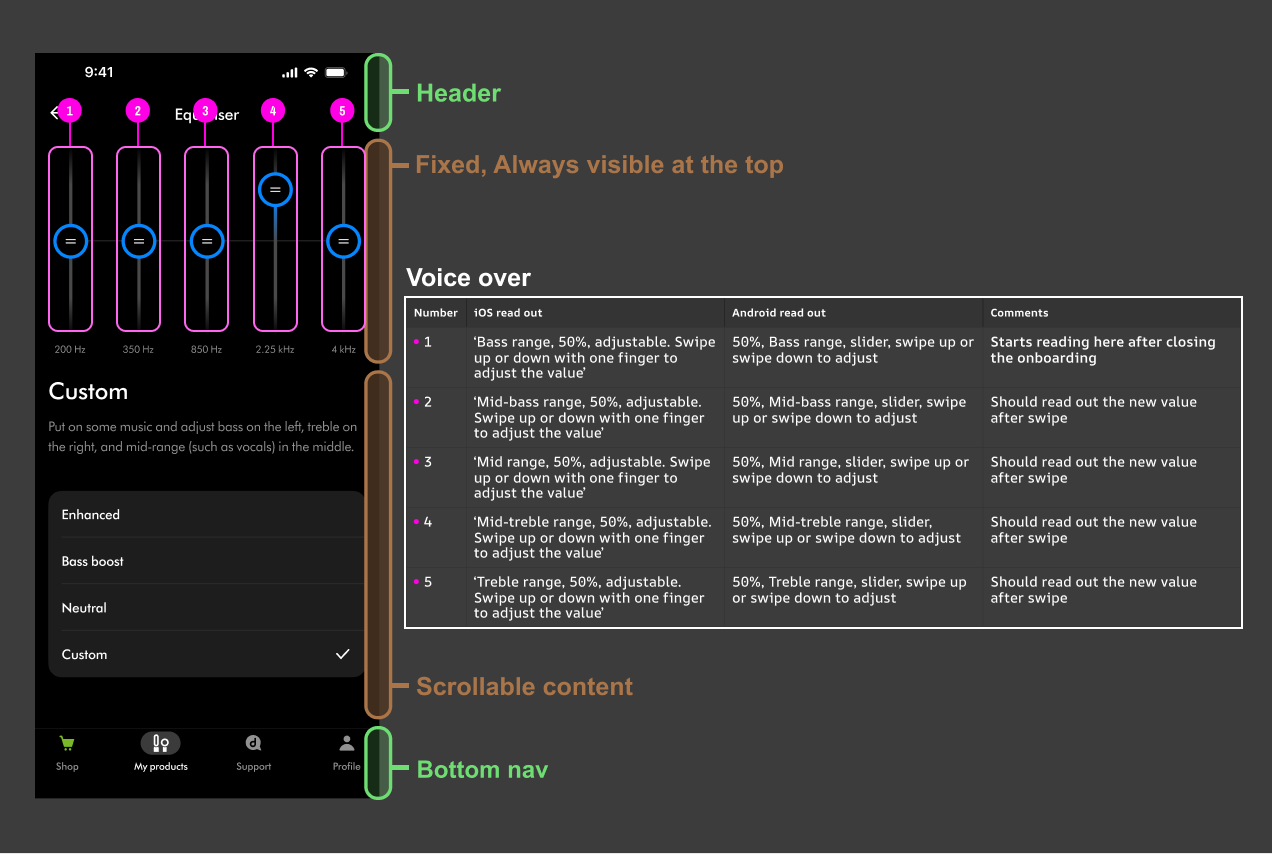 9:41
Header
1 2 3 4 5
Equaliser
Fixed, Always visible at the top
200 Hz 350 Hz 850 Hz 2.25 kHz 4 kHz
Custom
Put on some music and adjust bass on the left, treble on
the right, and mid-range (such as vocals) in the middle.
Enhanced
Bass boost
Neutral
Custom
Scrollable content
Shop My products Support Profile
Bottom nav
Voice over
Number iOS read out Android read out Comments
1 ‘Bass range, 50%, adjustable. Swipe 50%, Bass range, slider, swipe up or Starts reading here after closing
up or down with one finger to swipe down to adjust the onboarding
adjust the value’
2 ‘Mid-bass range, 50%, adjustable. 50%, Mid-bass range, slider, swipe Should read out the new value
Swipe up or down with one finger up or swipe down to adjust after swipe
to adjust the value’
3 ‘Mid range, 50%, adjustable. Swipe 50%, Mid range, slider, swipe up or Should read out the new value
up or down with one finger to swipe down to adjust after swipe
adjust the value’
4 ‘Mid-treble range, 50%, adjustable. 50%, Mid-treble range, slider, Should read out the new value
Swipe up or down with one finger swipe up or swipe down to adjust after swipe
to adjust the value’
5 ‘Treble range, 50%, adjustable. 50%, Treble range, slider, swipe up Should read out the new value
Swipe up or down with one finger or swipe down to adjust after swipe
to adjust the value’